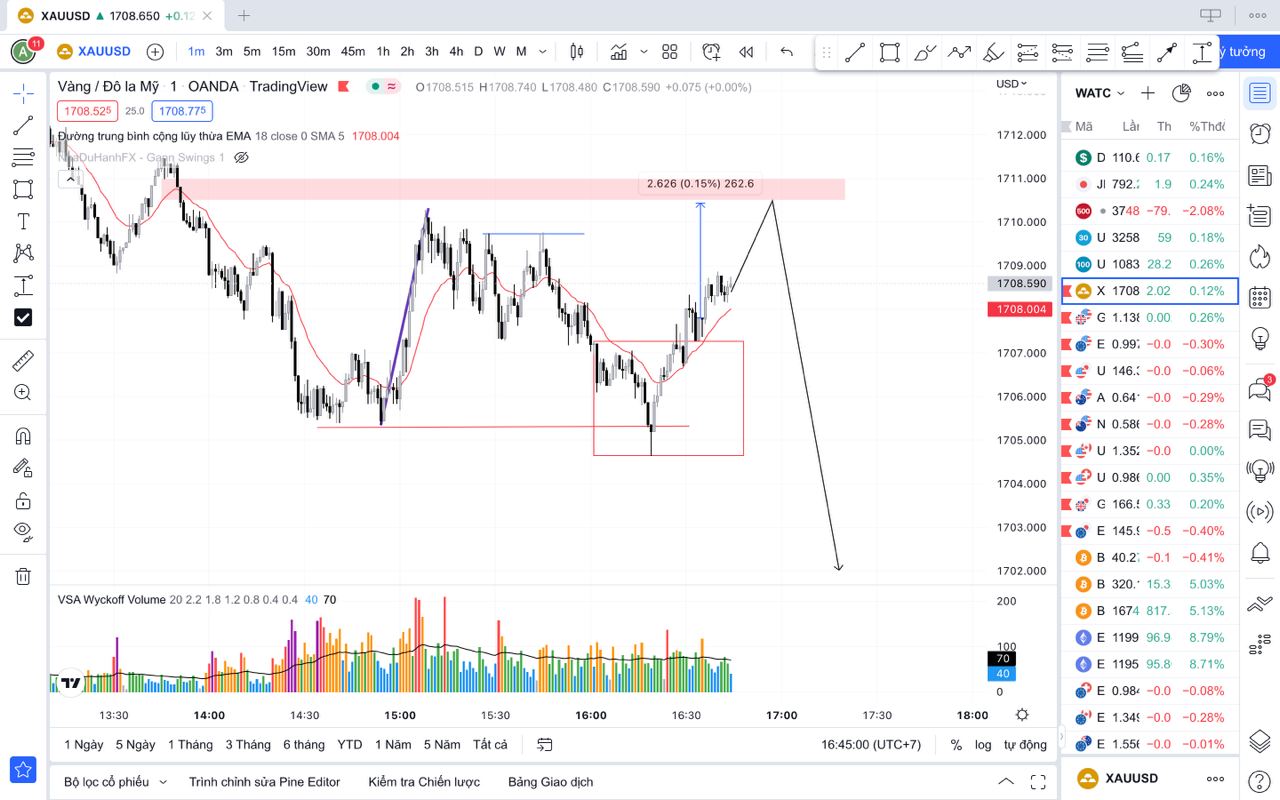 XAUUSD ▲ 1708.650 +0.12
11
XAUUSD 1m 3m 5m 15m 30m 45m 1h 2h 3h 4h D W M
ý tưởng
Vàng / Đô la Mỹ · 1 · OANDA · TradingView
O1708.515 H1708.740 L1708.480 C1708.590 +0.075 (+0.00%)
1708.525 25.0 1708.775
Đường trung bình cộng lũy thừa EMA 18 close 0 SMA 5 1708.004
NhaDuHanhFX - Gann Swings 1
2.626 (0.15%) 262.6
USD
1712.000
1711.000
1710.000
1709.000
1708.590
1708.004
1707.000
1706.000
1705.000
1704.000
1703.000
1702.000
VSA Wyckoff Volume 20 2.2 1.8 1.2 0.8 0.4 0.4 40 70
200
100
70
40
0
13:30 14:00 14:30 15:00 15:30 16:00 16:30 17:00 17:30 18:00
1 Ngày 5 Ngày 1 Tháng 3 Tháng 6 tháng YTD 1 Năm 5 Năm Tất cả
16:45:00 (UTC+7) % log tự động
Bộ lọc cổ phiếu Trình chỉnh sửa Pine Editor Kiểm tra Chiến lược Bảng Giao dịch
WATC
Mã Lần Th %Thđ
D 110.6 0.17 0.16%
JI 792.2 1.9 0.24%
500 3748 −79. −2.08%
30 U 3258 59 0.18%
100 U 1083 28.2 0.26%
X 1708 2.02 0.12%
G 1.138 0.00 0.26%
E 0.997 −0.0 −0.30%
U 146.3 −0.0 −0.06%
A 0.641 −0.0 −0.29%
N 0.586 −0.0 −0.28%
U 1.352 −0.0 0.00%
U 0.986 0.00 0.35%
G 166.5 0.33 0.20%
E 145.9 −0.5 −0.40%
B 40.27 −0.1 −0.41%
B 320.1 15.3 5.03%
B 1674 817. 5.13%
E 1199 96.9 8.79%
E 1195 95.8 8.71%
E 0.984 −0.0 −0.08%
E 1.349 −0.0 −0.28%
E 1.556 −0.0 −0.01%
XAUUSD
3